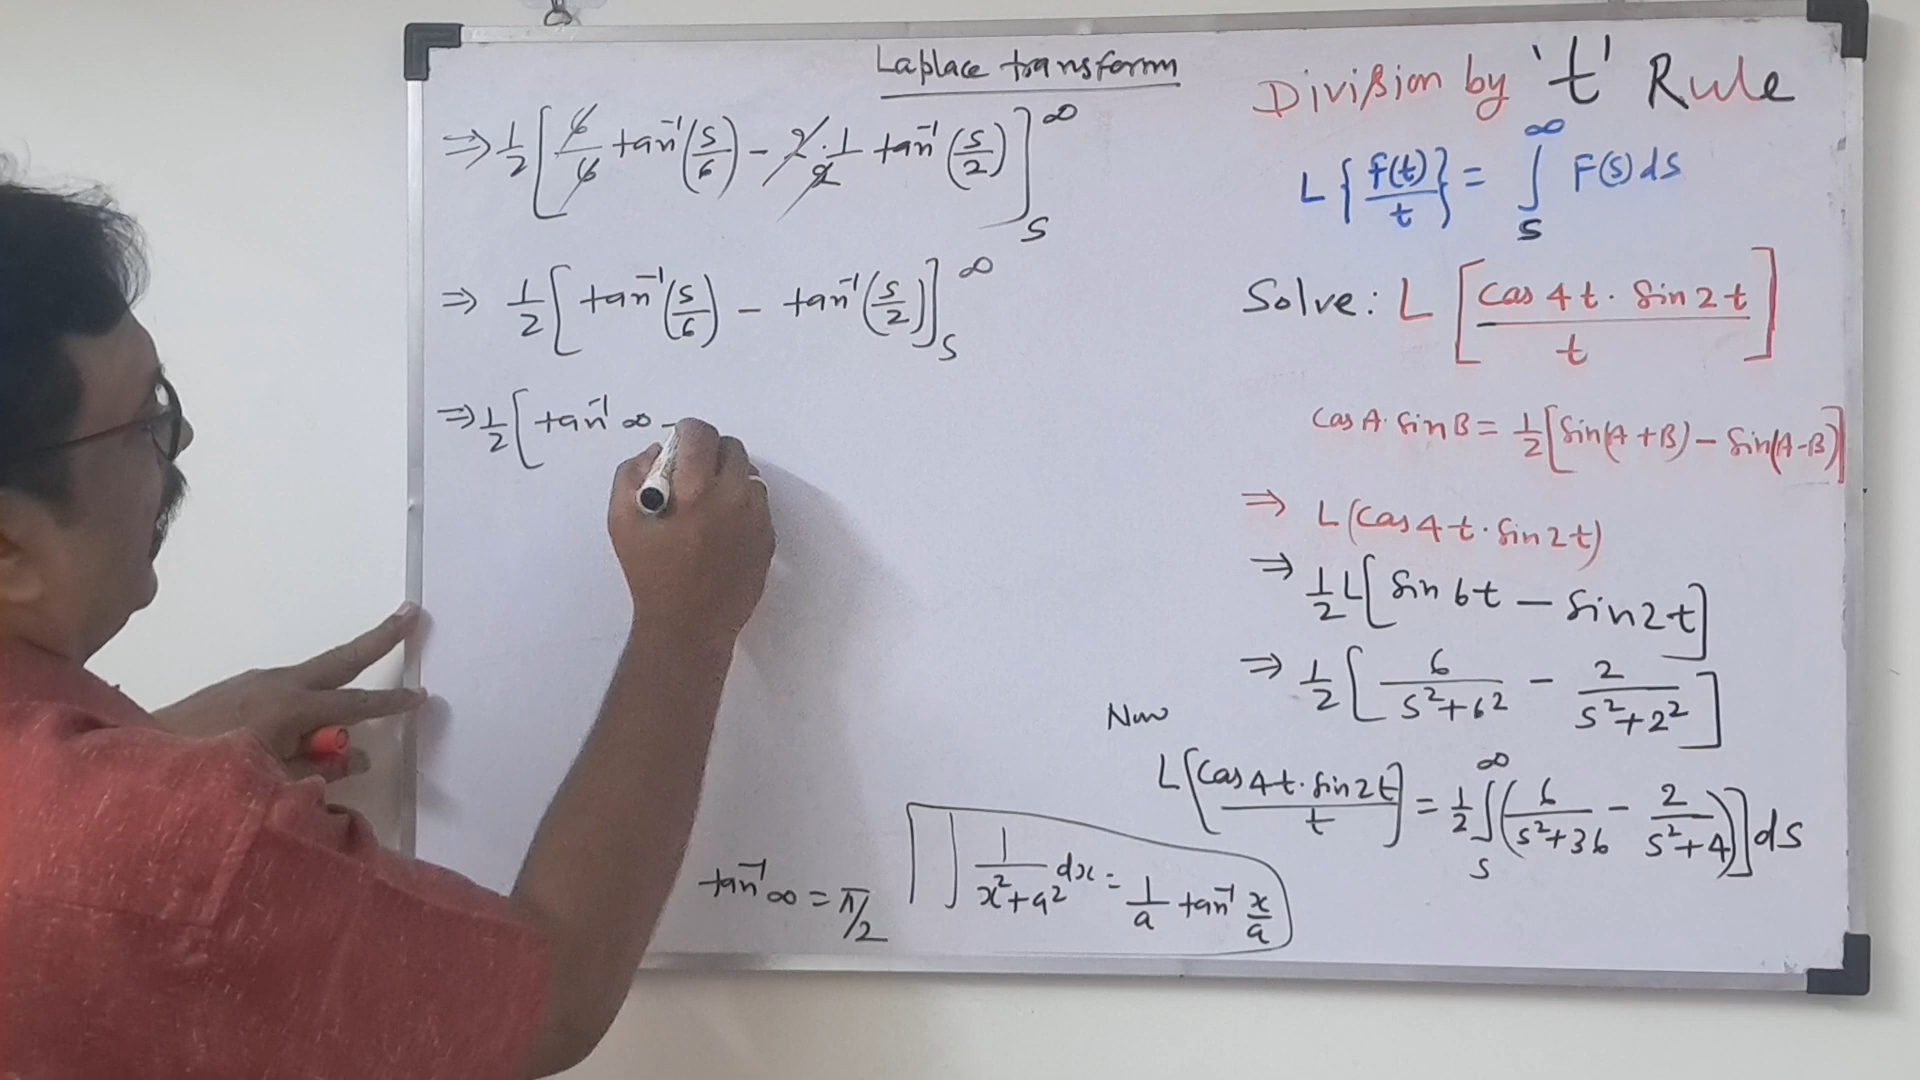 Laplace transform
⇒ 1/2 [ 6/6 tan⁻¹(s/6) − 2·1/2 tan⁻¹(s/2) ]_s^∞
⇒ 1/2 [ tan⁻¹(s/6) − tan⁻¹(s/2) ]_s^∞
⇒ 1/2 [ tan⁻¹ ∞ −
tan⁻¹ ∞ = π/2
∫ 1/(x²+a²) dx = 1/a tan⁻¹ x/a
Division by 't' Rule
L{f(t)/t} = ∫_s^∞ F(s) ds
Solve: L [ cos 4t · Sin 2t / t ]
cos A · sin B = 1/2 [ Sin(A+B) − Sin(A-B) ]
⇒ L(cos 4t · Sin 2t)
⇒ 1/2 L[ Sin 6t − Sin 2t ]
⇒ 1/2 [ 6/(s²+6²) − 2/(s²+2²) ]
Now
L[ cos 4t · Sin 2t / t ] = 1/2 ∫_s^∞ ( 6/(s²+36) − 2/(s²+4) ) ] ds